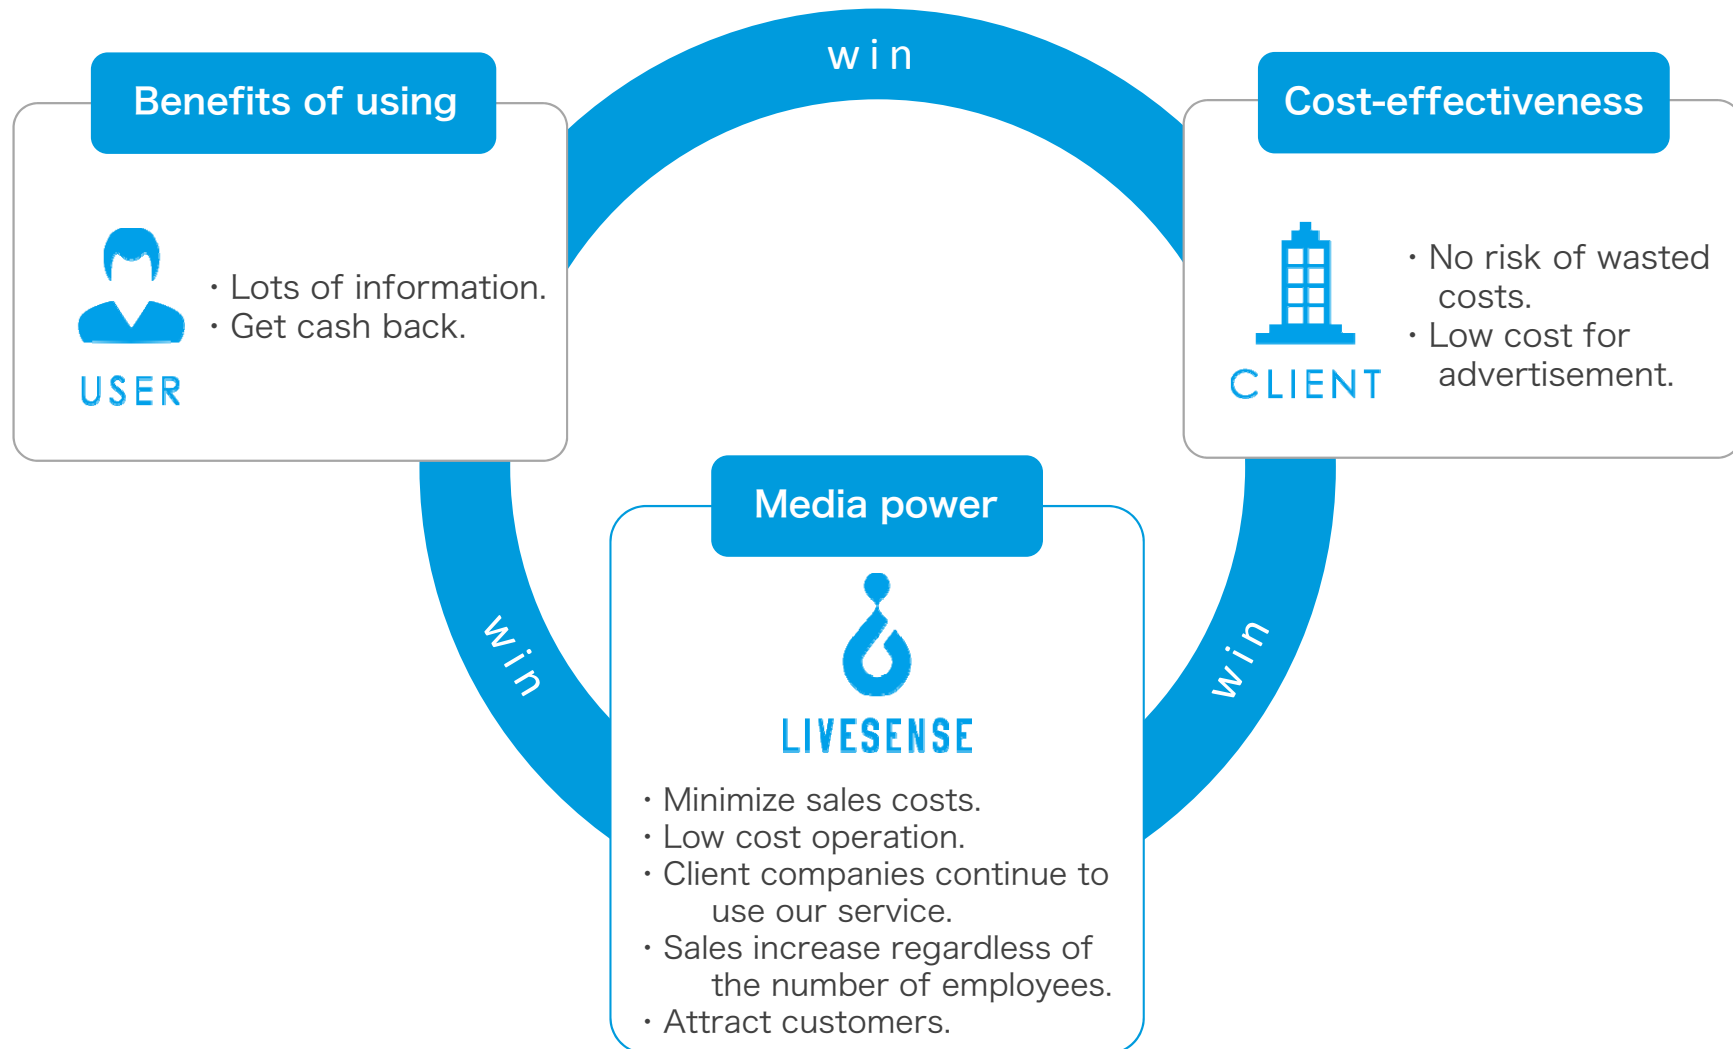 win
Benefits of using
・Lots of information.
・Get cash back.
USER
Cost-effectiveness
・No risk of wasted
costs.
・Low cost for
advertisement.
CLIENT
Media power
LIVESENSE
・Minimize sales costs.
・Low cost operation.
・Client companies continue to
use our service.
・Sales increase regardless of
the number of employees.
・Attract customers.
win
win